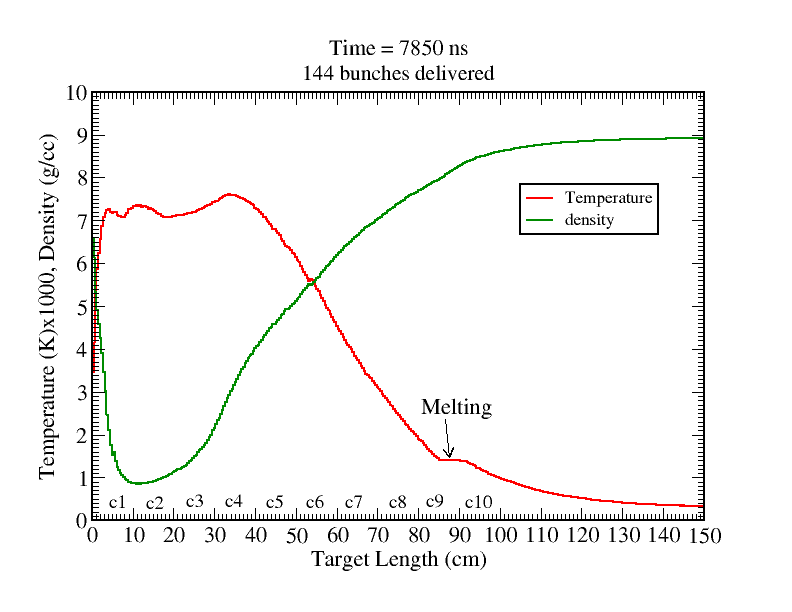 Time = 7850 ns
144 bunches delivered
Temperature (K)x1000, Density (g/cc)
10
9
8
7
6
5
4
3
2
1
0
Temperature
density
Melting
c1 c2 c3 c4 c5 c6 c7 c8 c9 c10
0 10 20 30 40 50 60 70 80 90 100 110 120 130 140 150
Target Length (cm)